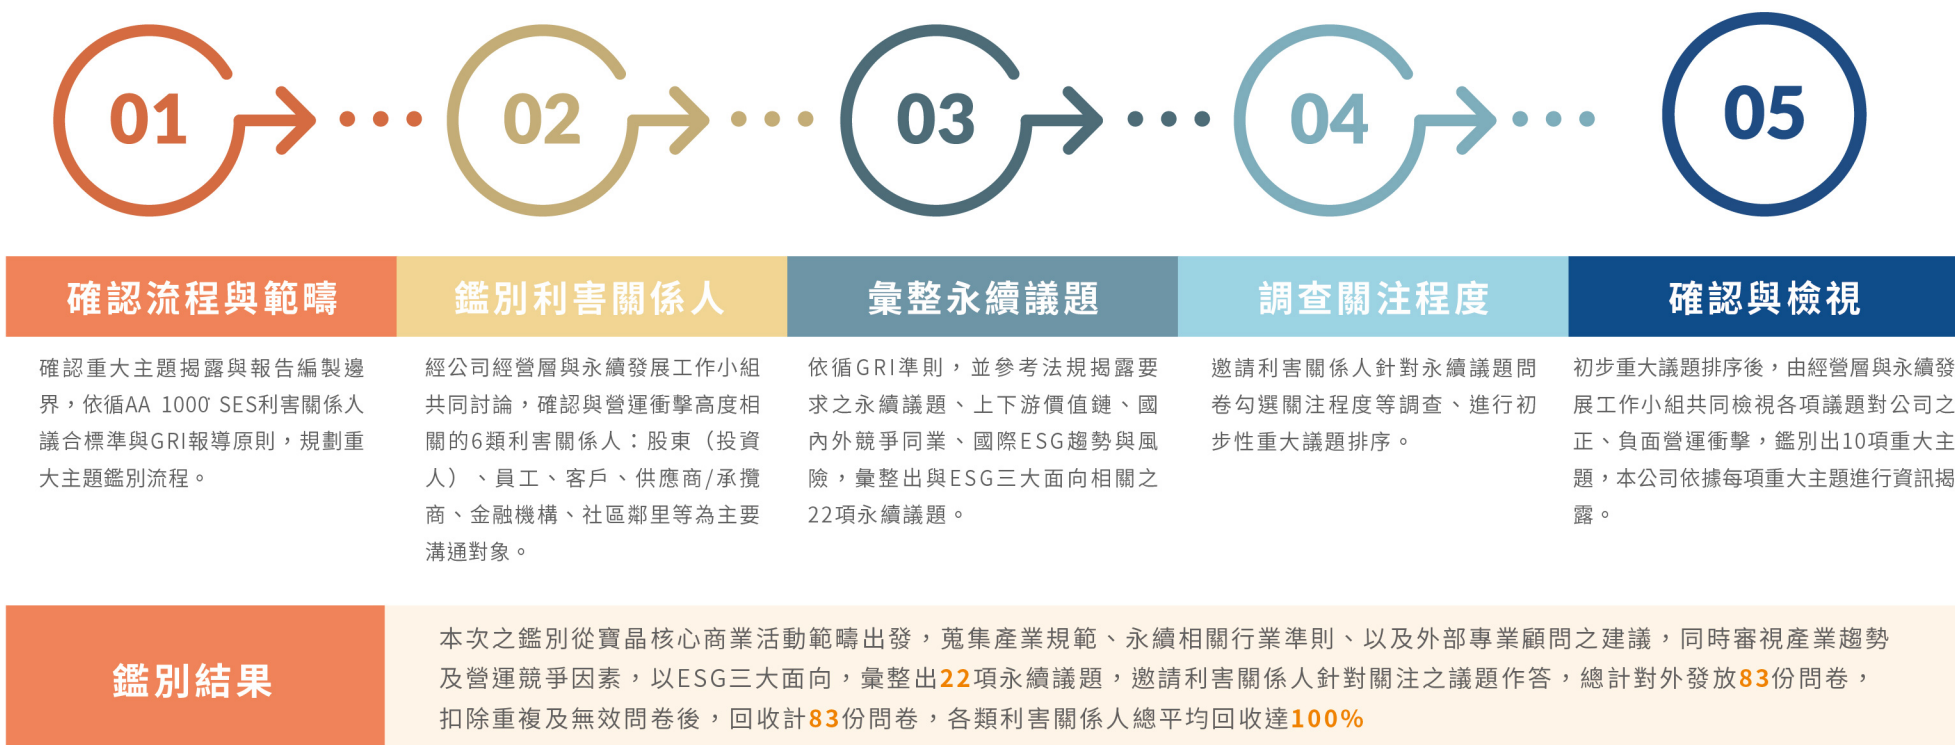 01
02
03
04
05
確認流程與範疇
確認重大主題揭露與報告編製邊
界，依循AA 1000 SES利害關係人
議合標準與GRI報導原則，規劃重
大主題鑑別流程。
鑑別利害關係人
經公司經營層與永續發展工作小組
共同討論，確認與營運衝擊高度相
關的6類利害關係人：股東（投資
人）、員工、客戶、供應商/承攬
商、金融機構、社區鄰里等為主要
溝通對象。
彙整永續議題
依循GRI準則，並參考法規揭露要
求之永續議題、上下游價值鏈、國
內外競爭同業、國際ESG趨勢與風
險，彙整出與ESG三大面向相關之
22項永續議題。
調查關注程度
邀請利害關係人針對永續議題問
卷勾選關注程度等調查、進行初
步性重大議題排序。
確認與檢視
初步重大議題排序後，由經營層與永續發
展工作小組共同檢視各項議題對公司之
正、負面營運衝擊，鑑別出10項重大主
題，本公司依據每項重大主題進行資訊揭
露。
鑑別結果
本次之鑑別從寶晶核心商業活動範疇出發，蒐集產業規範、永續相關行業準則、以及外部專業顧問之建議，同時審視產業趨勢
及營運競爭因素，以ESG三大面向，彙整出22項永續議題，邀請利害關係人針對關注之議題作答，總計對外發放83份問卷，
扣除重複及無效問卷後，回收計83份問卷，各類利害關係人總平均回收達100%